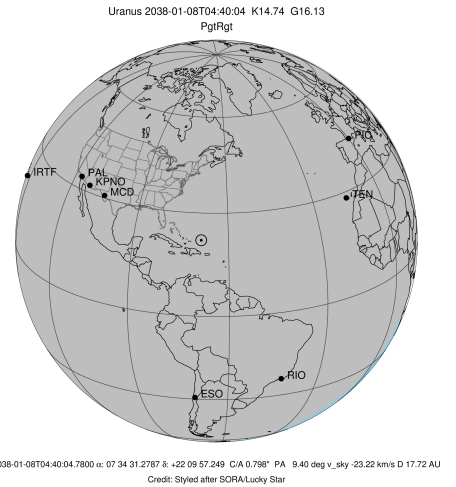 Uranus 2038-01-08T04:40:04 K14.74 G16.13
PgtRgt
PIC
IRTF
PAL
KPNO
MCD
TEN
RIO
ESO
038-01-08T04:40:04.7800 α: 07 34 31.2787 δ: +22 09 57.249 C/A 0.798" PA 9.40 deg v_sky -23.22 km/s D 17.72 AU
Credit: Styled after SORA/Lucky Star